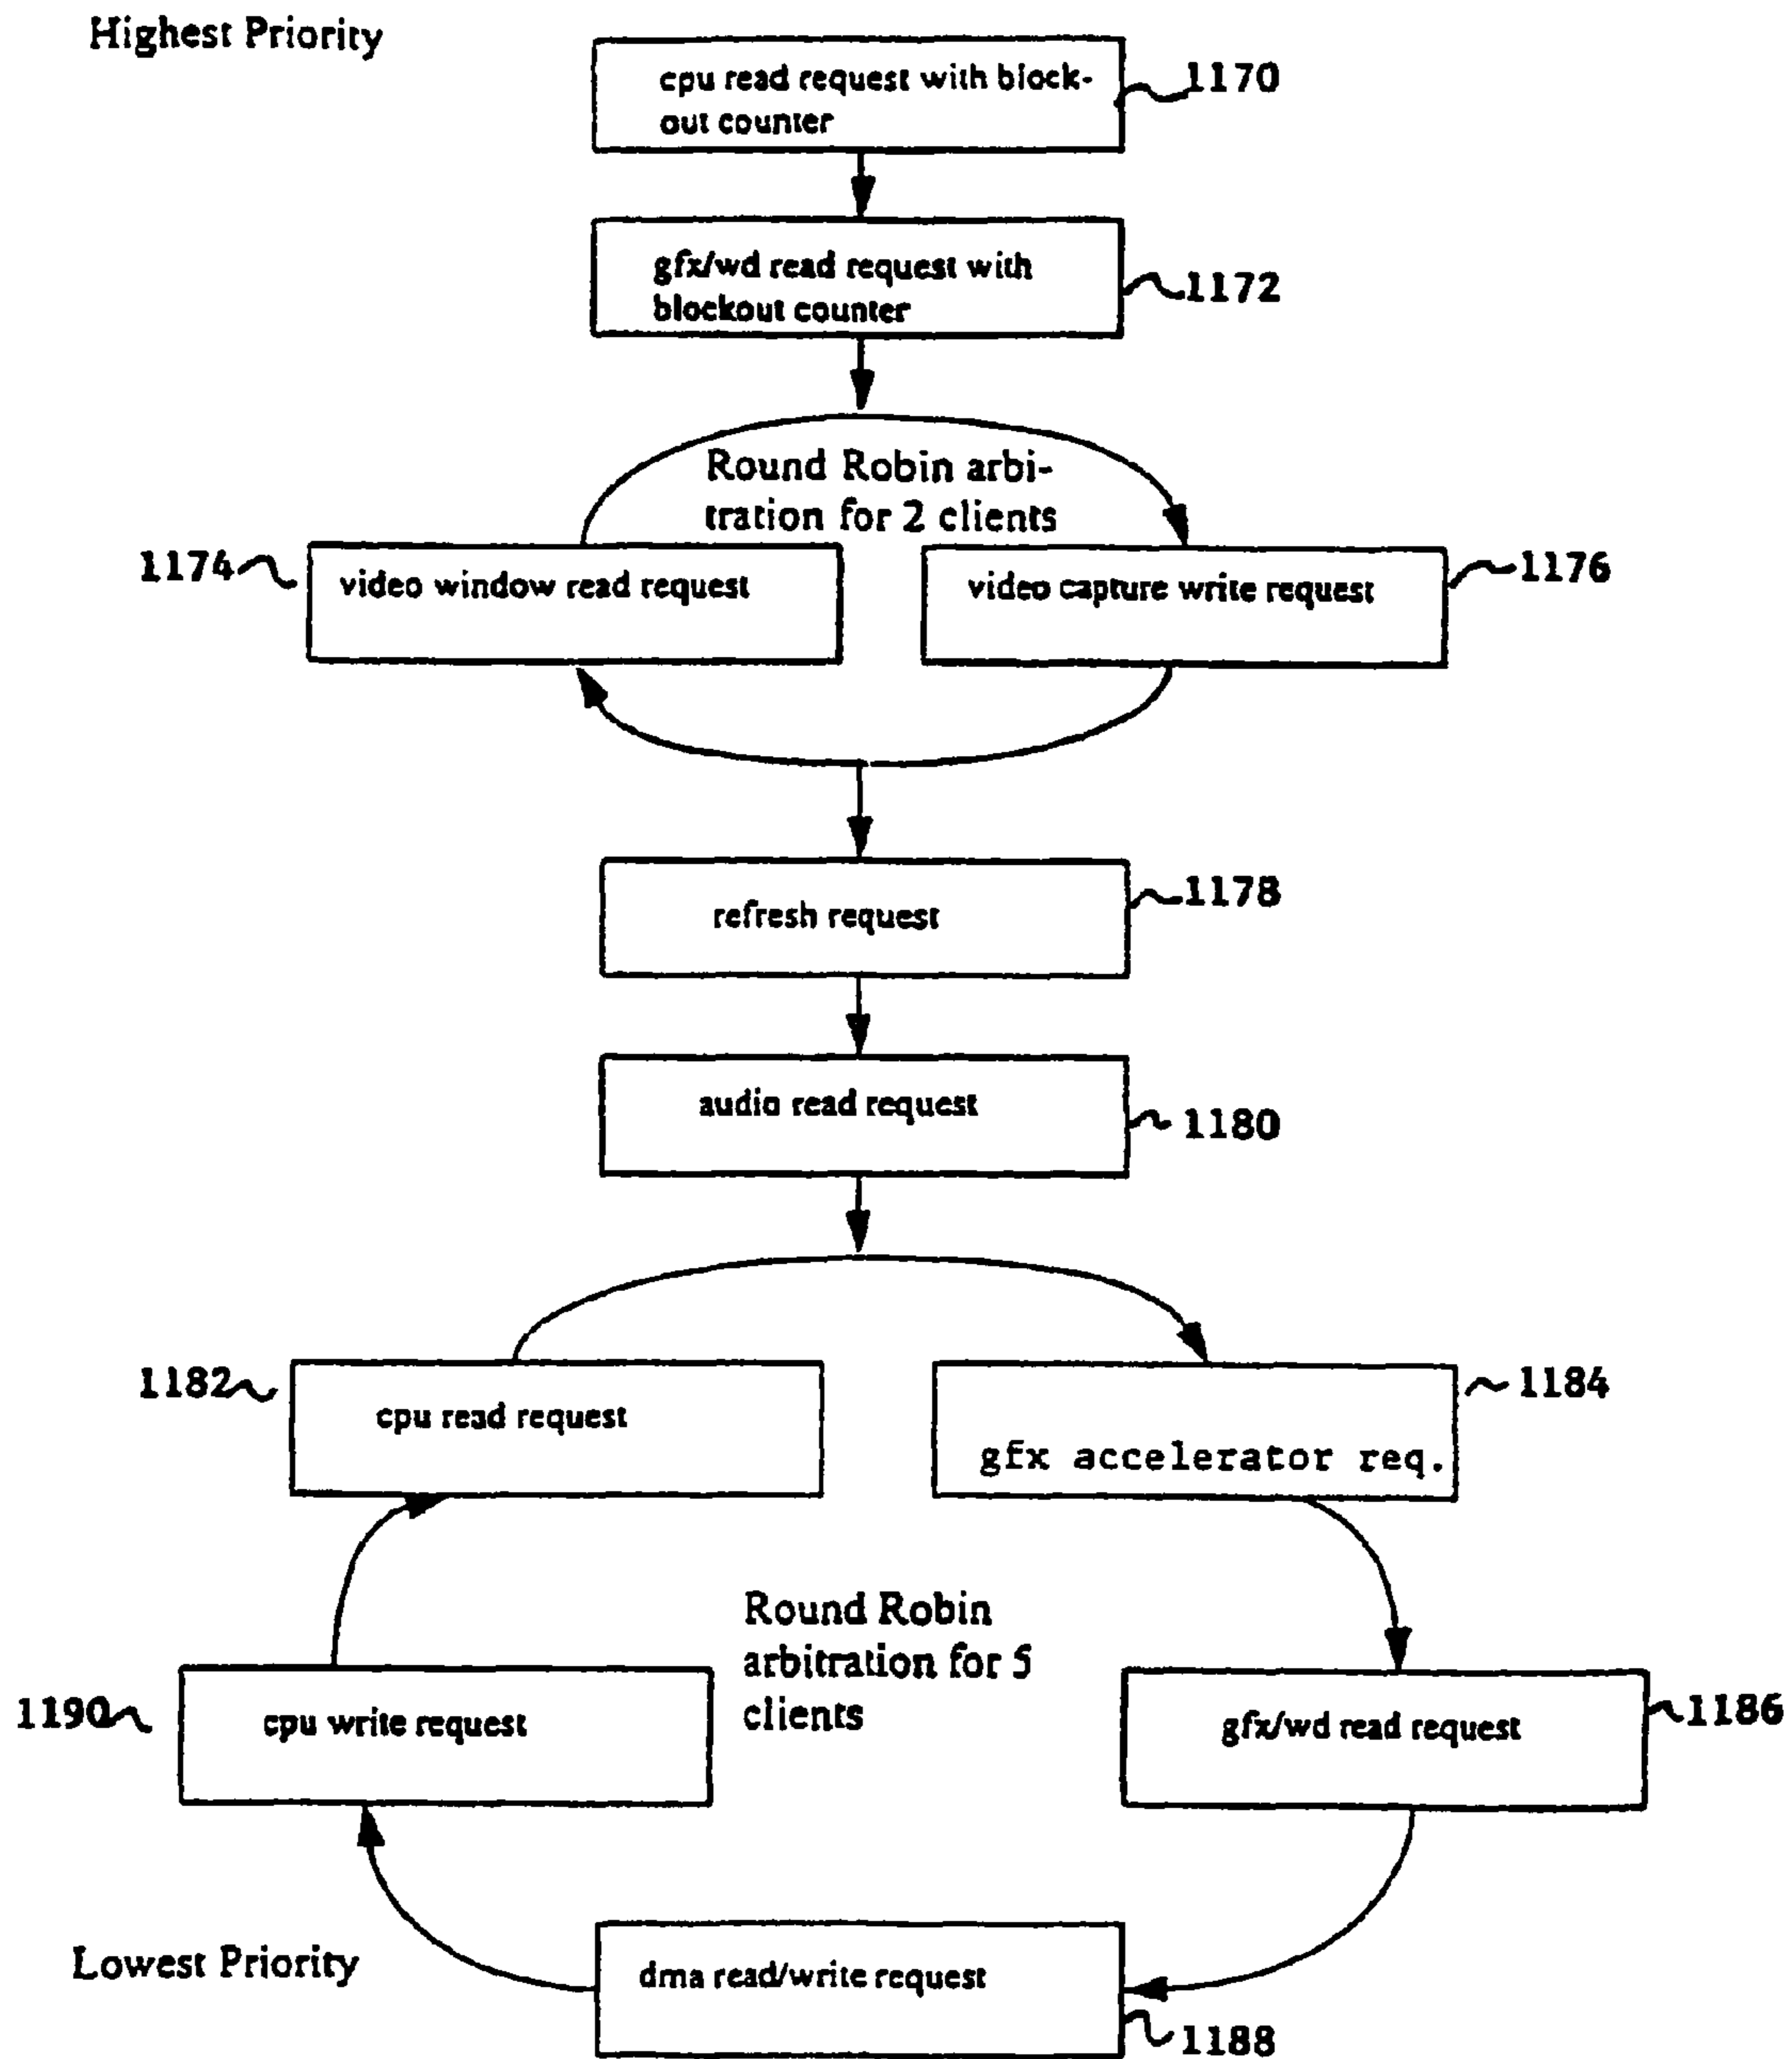 Highest Priority
cpu read request with block-
out counter
1170
gfx/wd read request with
blockout counter
1172
Round Robin arbi-
tration for 2 clients
1174
video window read request
video capture write request
1176
refresh request
1178
audio read request
1180
1182
cpu read request
gfx accelerator req.
1184
Round Robin
arbitration for 5
clients
1190
cpu write request
gfx/wd read request
1186
Lowest Priority
dma read/write request
1188